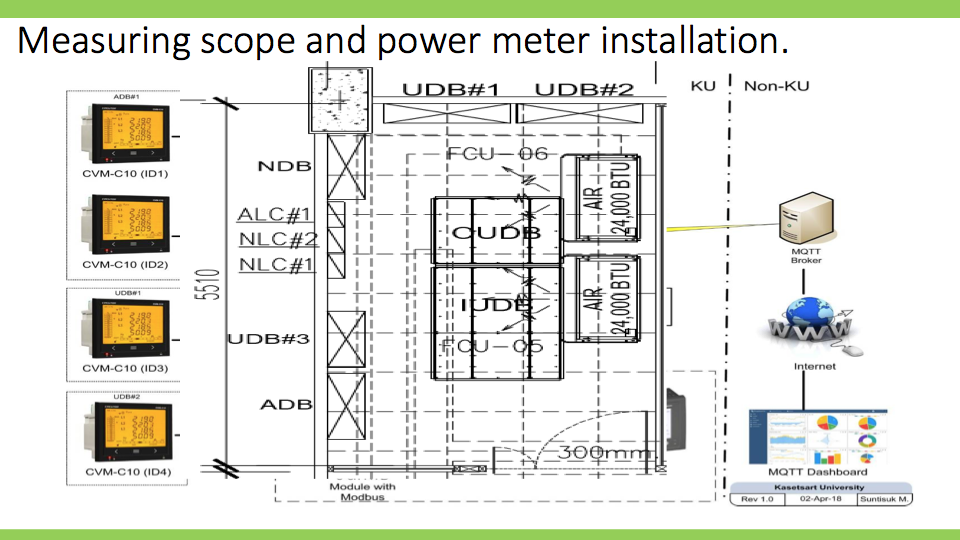 Measuring scope and power meter installation.
ADB#1
CVM-C10 (ID1)
CVM-C10 (ID2)
UDB#1
CVM-C10 (ID3)
UDB#2
CVM-C10 (ID4)
5510
UDB#1 UDB#2
NDB
ALC#1
NLC#2
NLC#1
UDB#3
ADB
FCU-06
CUDB
IUDB
FCU-05
AIR
24,000 BTU
AIR
24,000 BTU
300mm.
Module with
Modbus
KU Non-KU
MQTT
Broker
WWW
Internet
MQTT Dashboard
Kasetsart University
Rev 1.0 02-Apr-18 Suntisuk M.